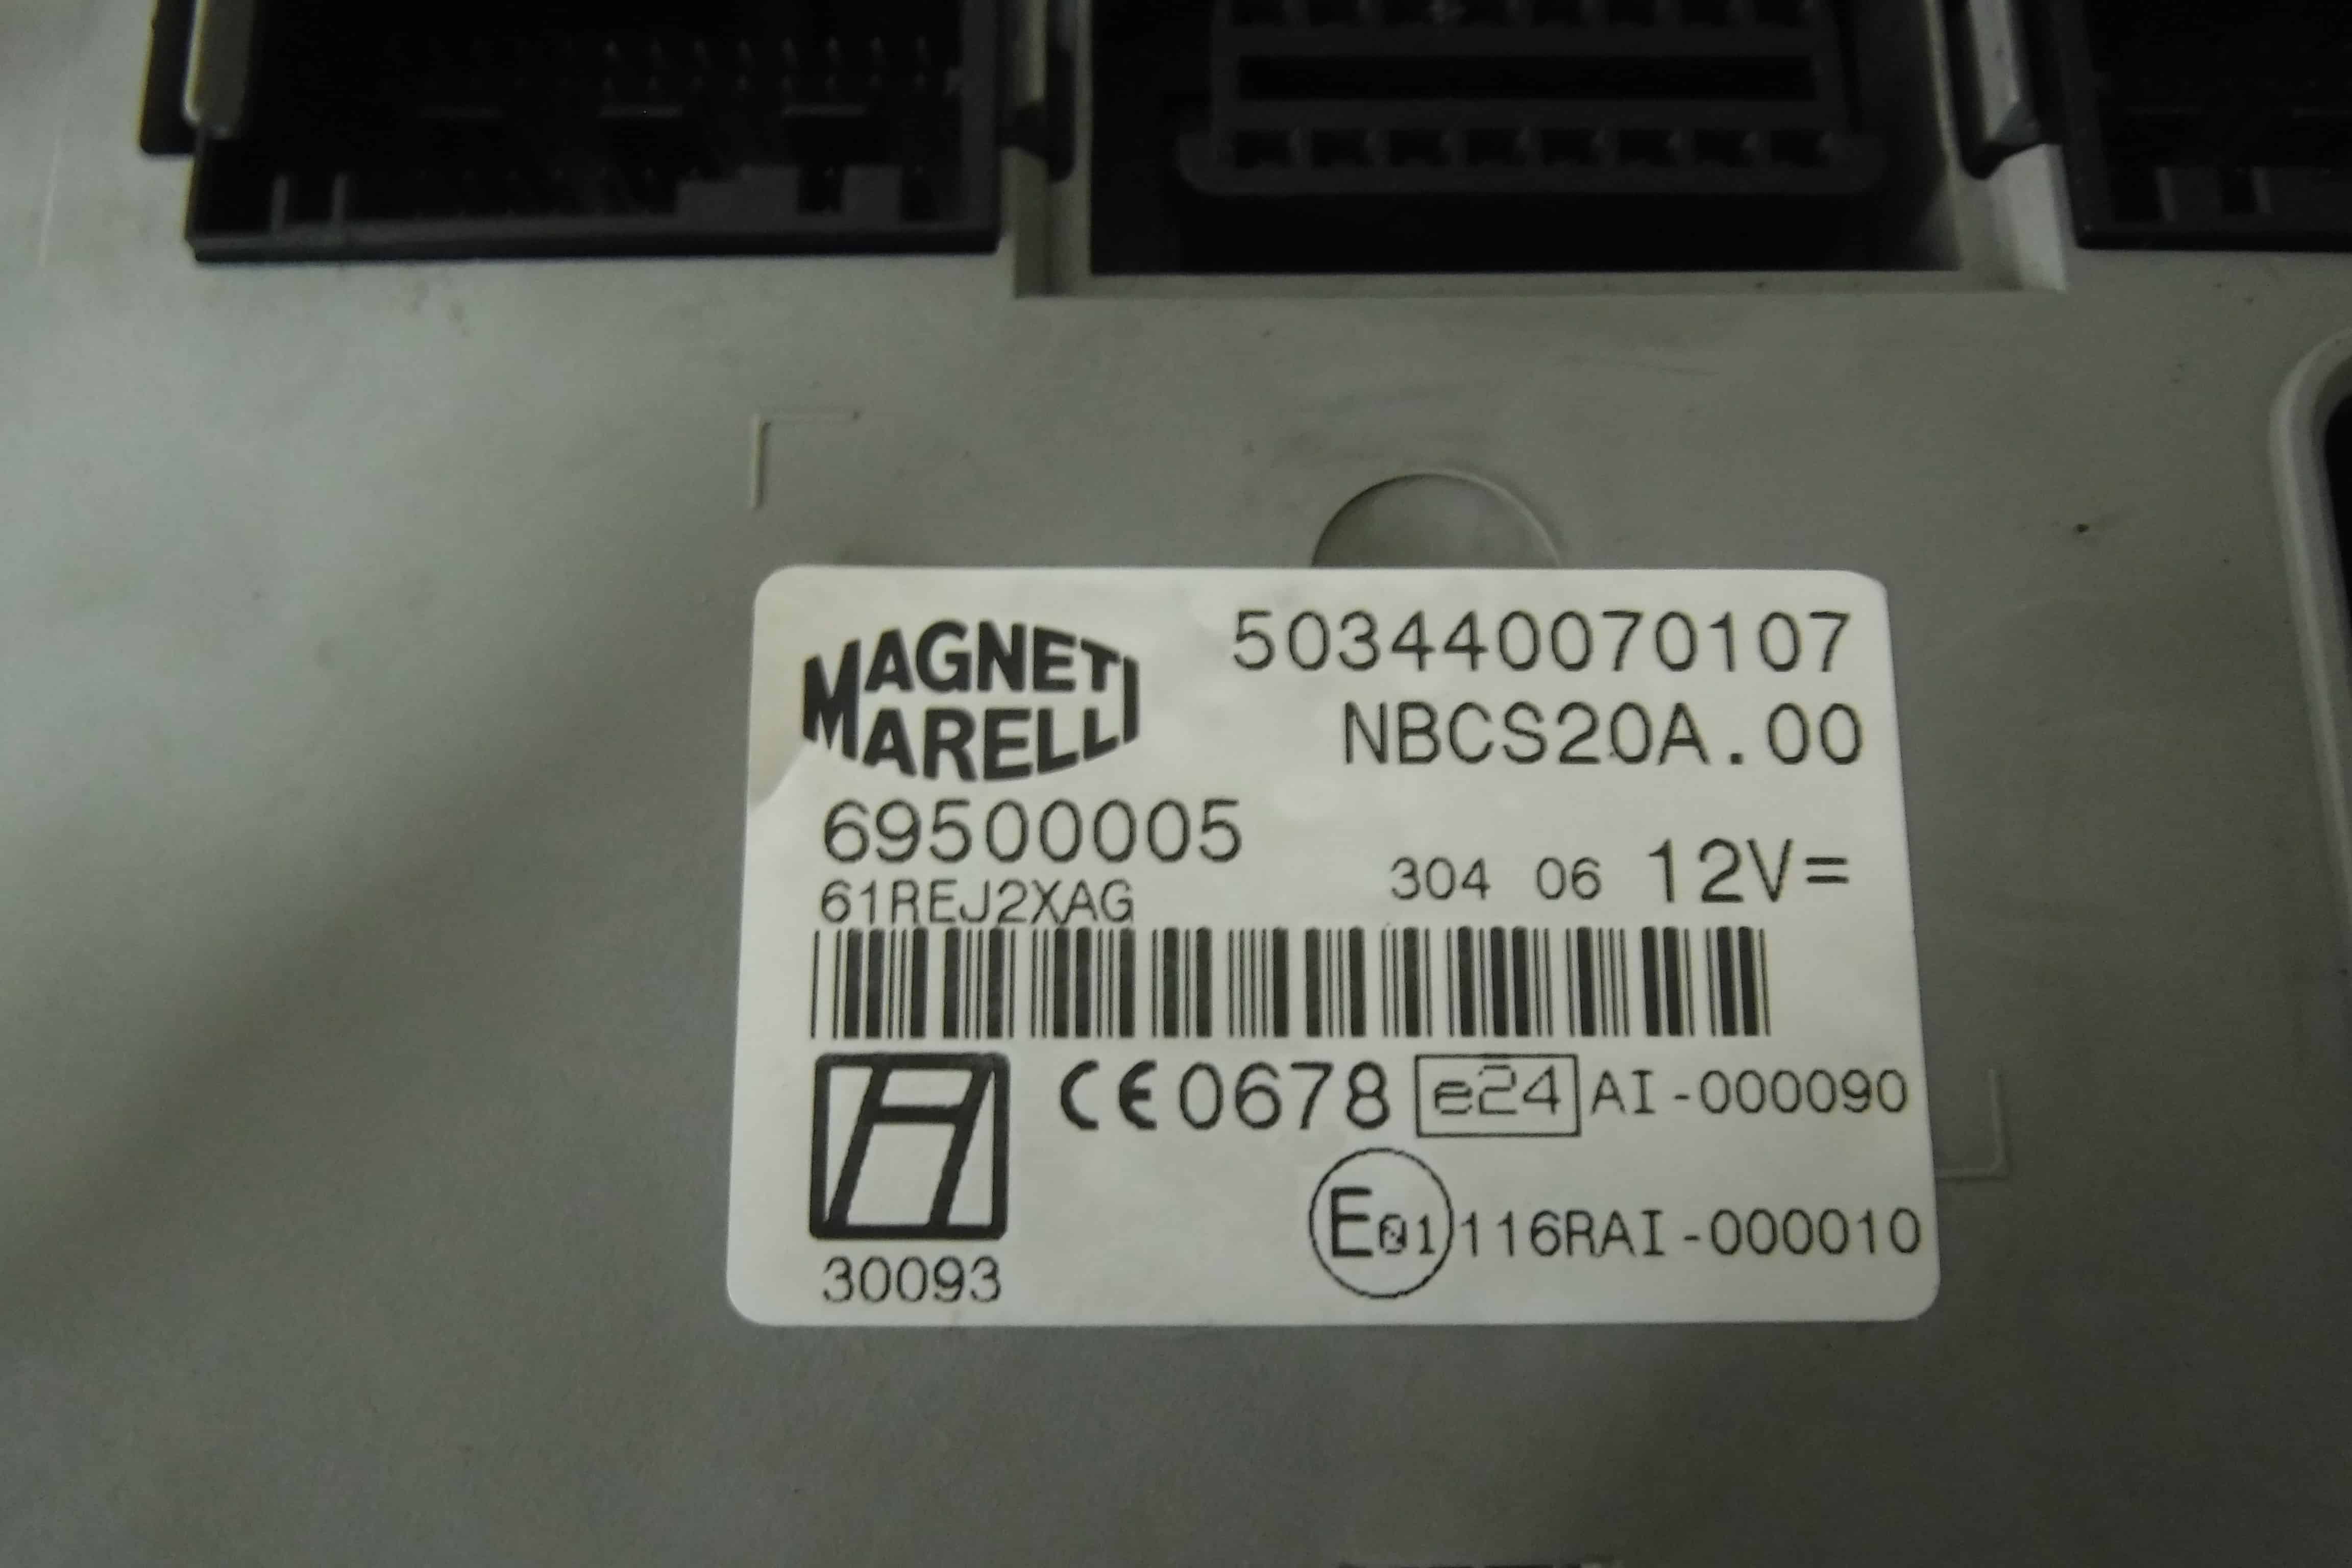 MAGNETI
MARELLI
503440070107
NBCS20A.00
69500005
304 06 12V=
61REJ2XAG
CE0678 e24 AI-000090
E01 116RAI-000010
30093